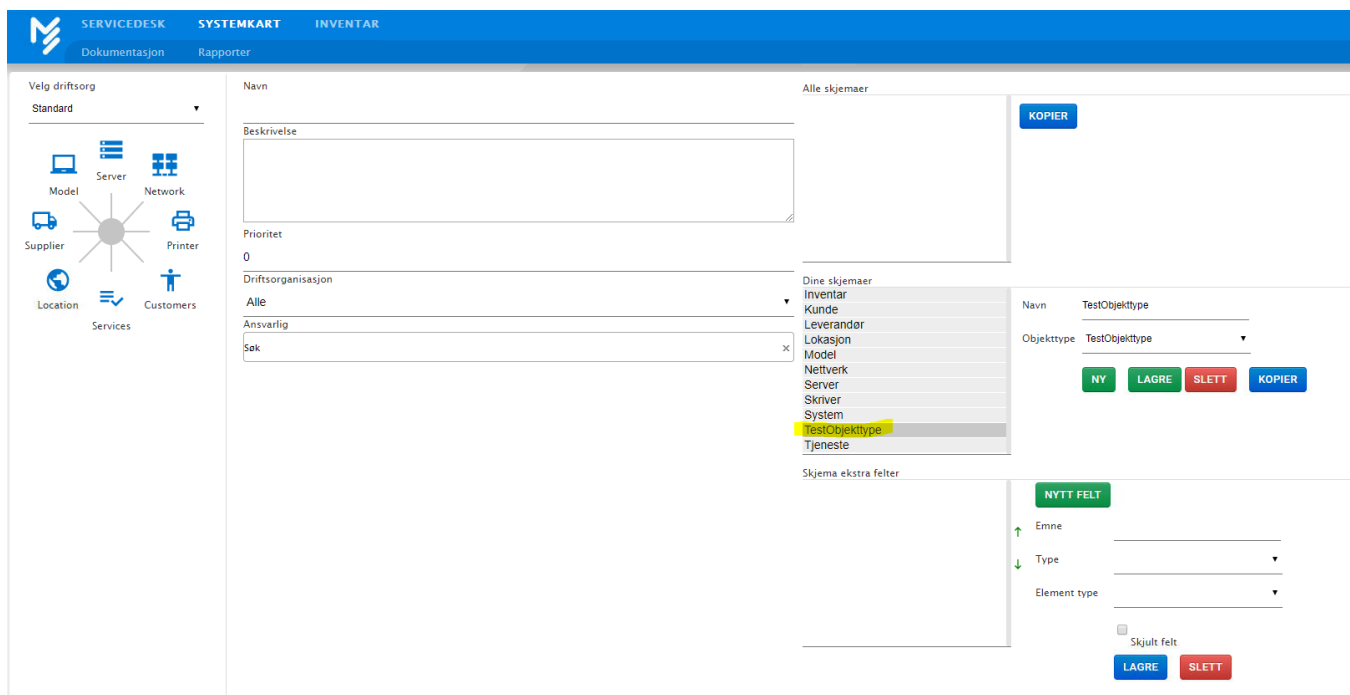 SERVICEDESK SYSTEMKART INVENTAR
Dokumentasjon Rapporter
Velg driftsorg
Standard
Server
Model
Network
Supplier
Printer
Location
Customers
Services
Navn
Beskrivelse
Prioritet
0
Driftsorganisasjon
Alle
Ansvarlig
Søk
Alle skjemaer
KOPIER
Dine skjemaer
Inventar
Kunde
Leverandør
Lokasjon
Model
Nettverk
Server
Skriver
System
TestObjekttype
Tjeneste
Navn TestObjekttype
Objekttype TestObjekttype
NY LAGRE SLETT KOPIER
Skjema ekstra felter
NYTT FELT
Emne
Type
Element type
Skjult felt
LAGRE SLETT